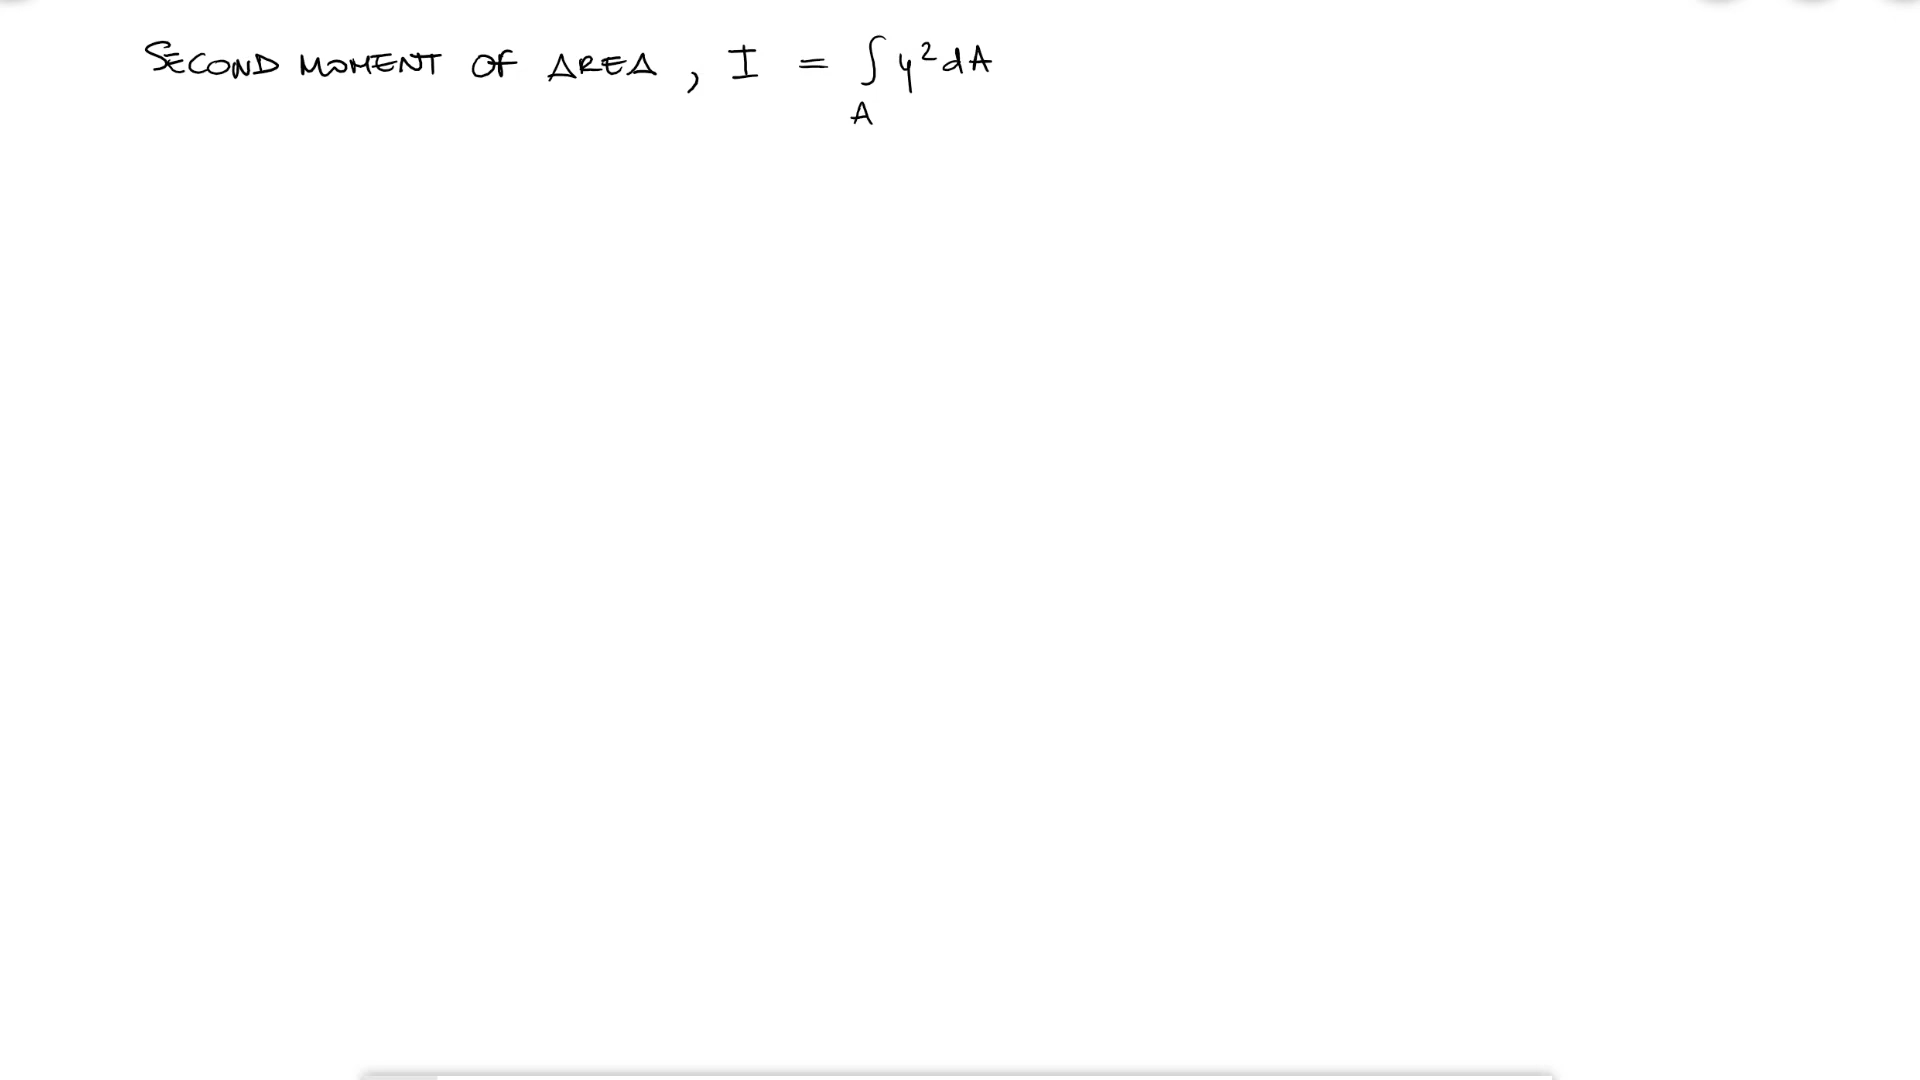 SECOND MOMENT OF AREA, I = ∫ y²dA
A